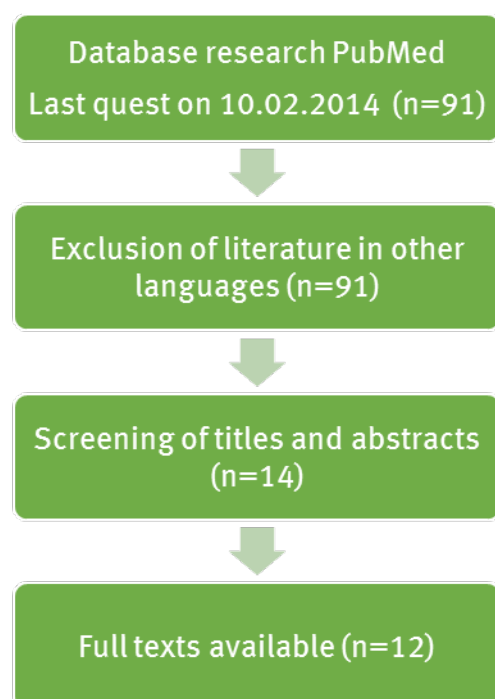 Database research PubMed
Last quest on 10.02.2014 (n=91)
Exclusion of literature in other
languages (n=91)
Screening of titles and abstracts
(n=14)
Full texts available (n=12)